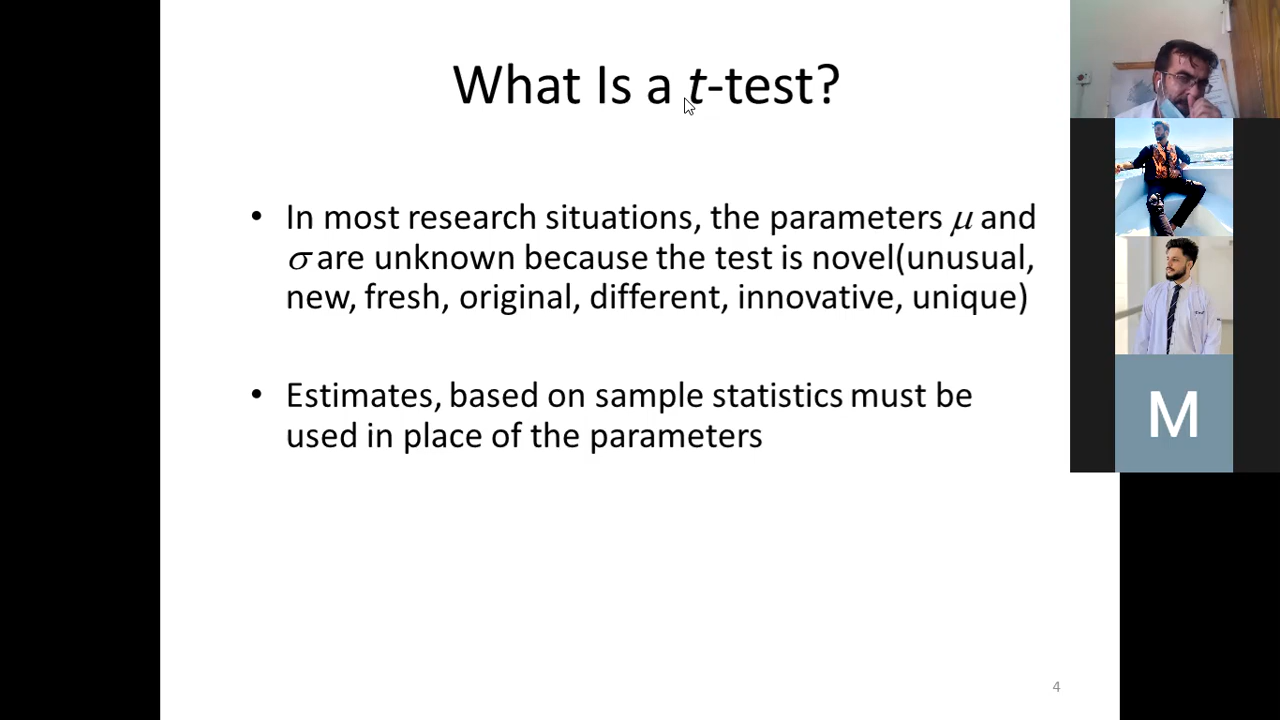 What Is a t-test?
• In most research situations, the parameters μ and
σ are unknown because the test is novel(unusual,
new, fresh, original, different, innovative, unique)
• Estimates, based on sample statistics must be
used in place of the parameters
M
4